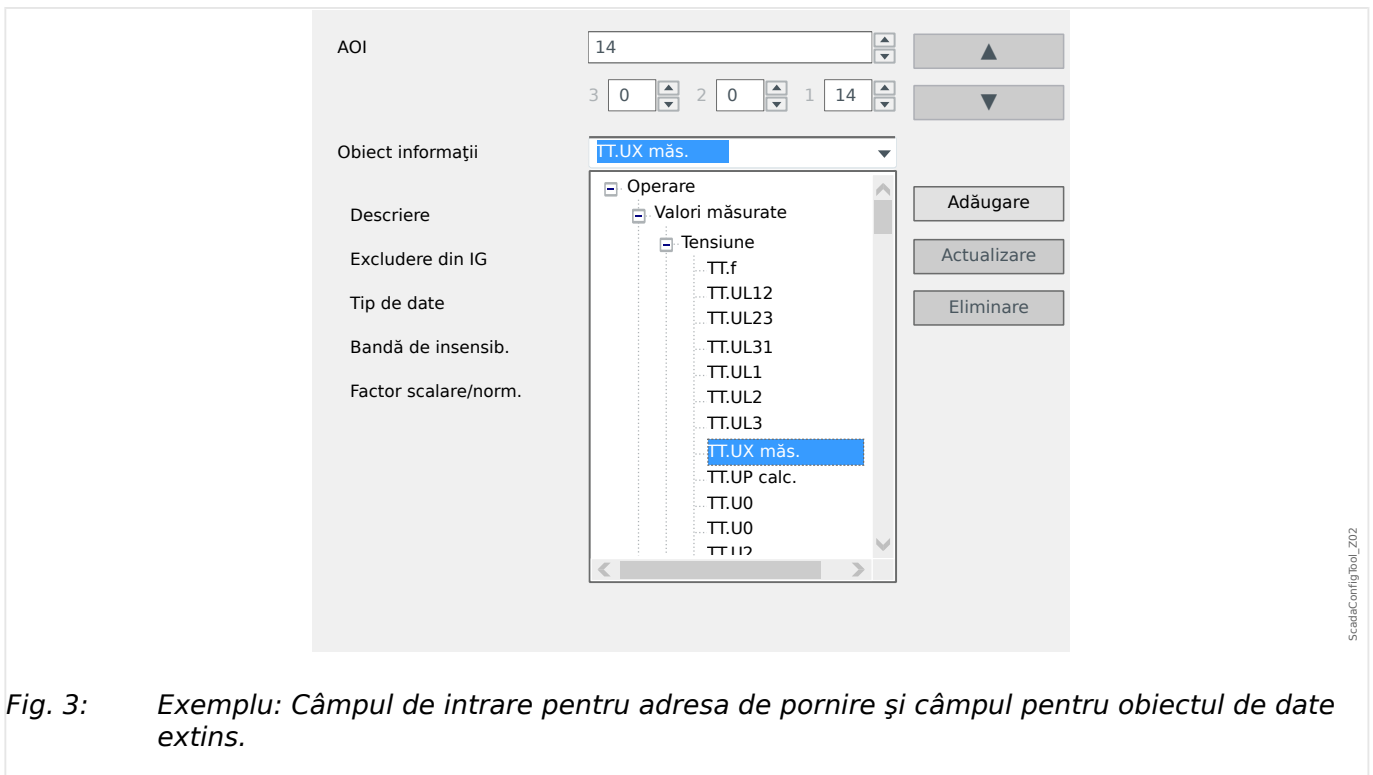 AOI
14
▲
3 0 2 0 1 14
▼
Obiect informaţii
TT.UX măs.
Operare
Adăugare
Valori măsurate
Descriere
Tensiune
Excludere din IG
Actualizare
TT.f
TT.UL12
Tip de date
Eliminare
TT.UL23
Bandă de insensib.
TT.UL31
TT.UL1
Factor scalare/norm.
TT.UL2
TT.UL3
TT.UX măs.
TT.UP calc.
TT.U0
TT.U0
TT.U2
ScadaConfigTool_Z02
Fig. 3: Exemplu: Câmpul de intrare pentru adresa de pornire şi câmpul pentru obiectul de date
extins.